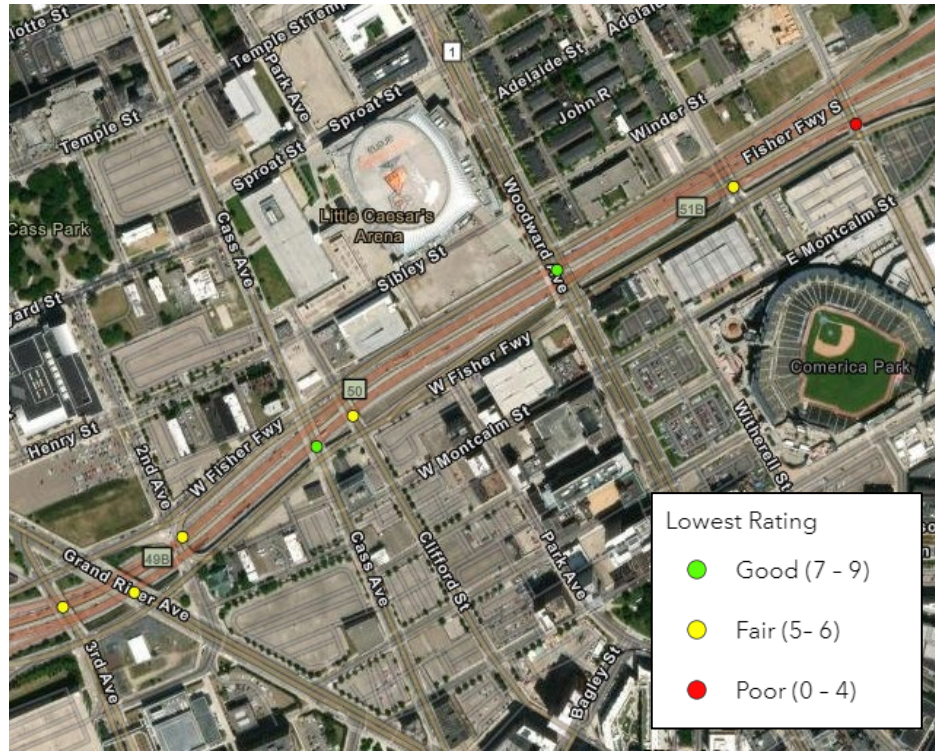 lotte St
Temple St
Temp
Park Ave
Adelaide St
Adelaide
1
Sproat St
John R
Winder St
Fisher Fwy S
Temple St
Sproat St
Cass Park
Cass Ave
Little Caesar's
Arena
Woodward Ave
51B
E Montcalm St
Sibley St
ard St
Comerica Park
50
W Fisher Fwy
Henry St
2nd Ave
W Fisher Fwy
W Montcalm St
Witherell St
49B
Grand River Ave
Cass Ave
Clifford St
Park Ave
3rd Ave
Bagley St
Lowest Rating
Good (7 – 9)
Fair (5– 6)
Poor (0 – 4)